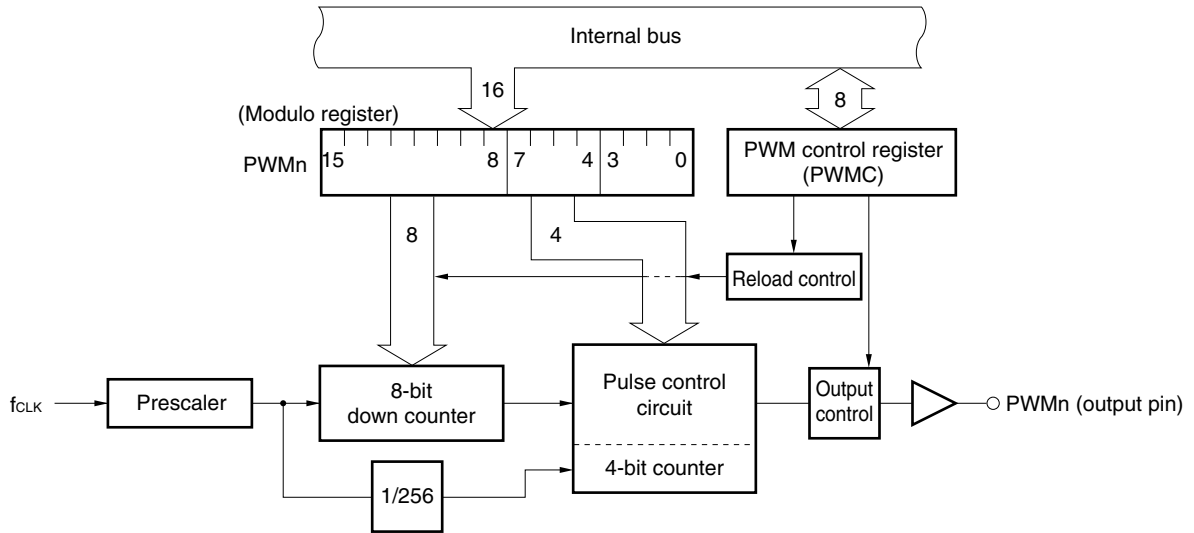 Internal bus
16
8
(Modulo register)
PWMn
15
8
7
4
3
0
PWM control register
(PWMC)
8
4
Reload control
fCLK
Prescaler
8-bit
down counter
Pulse control
circuit
4-bit counter
Output
control
PWMn (output pin)
1/256